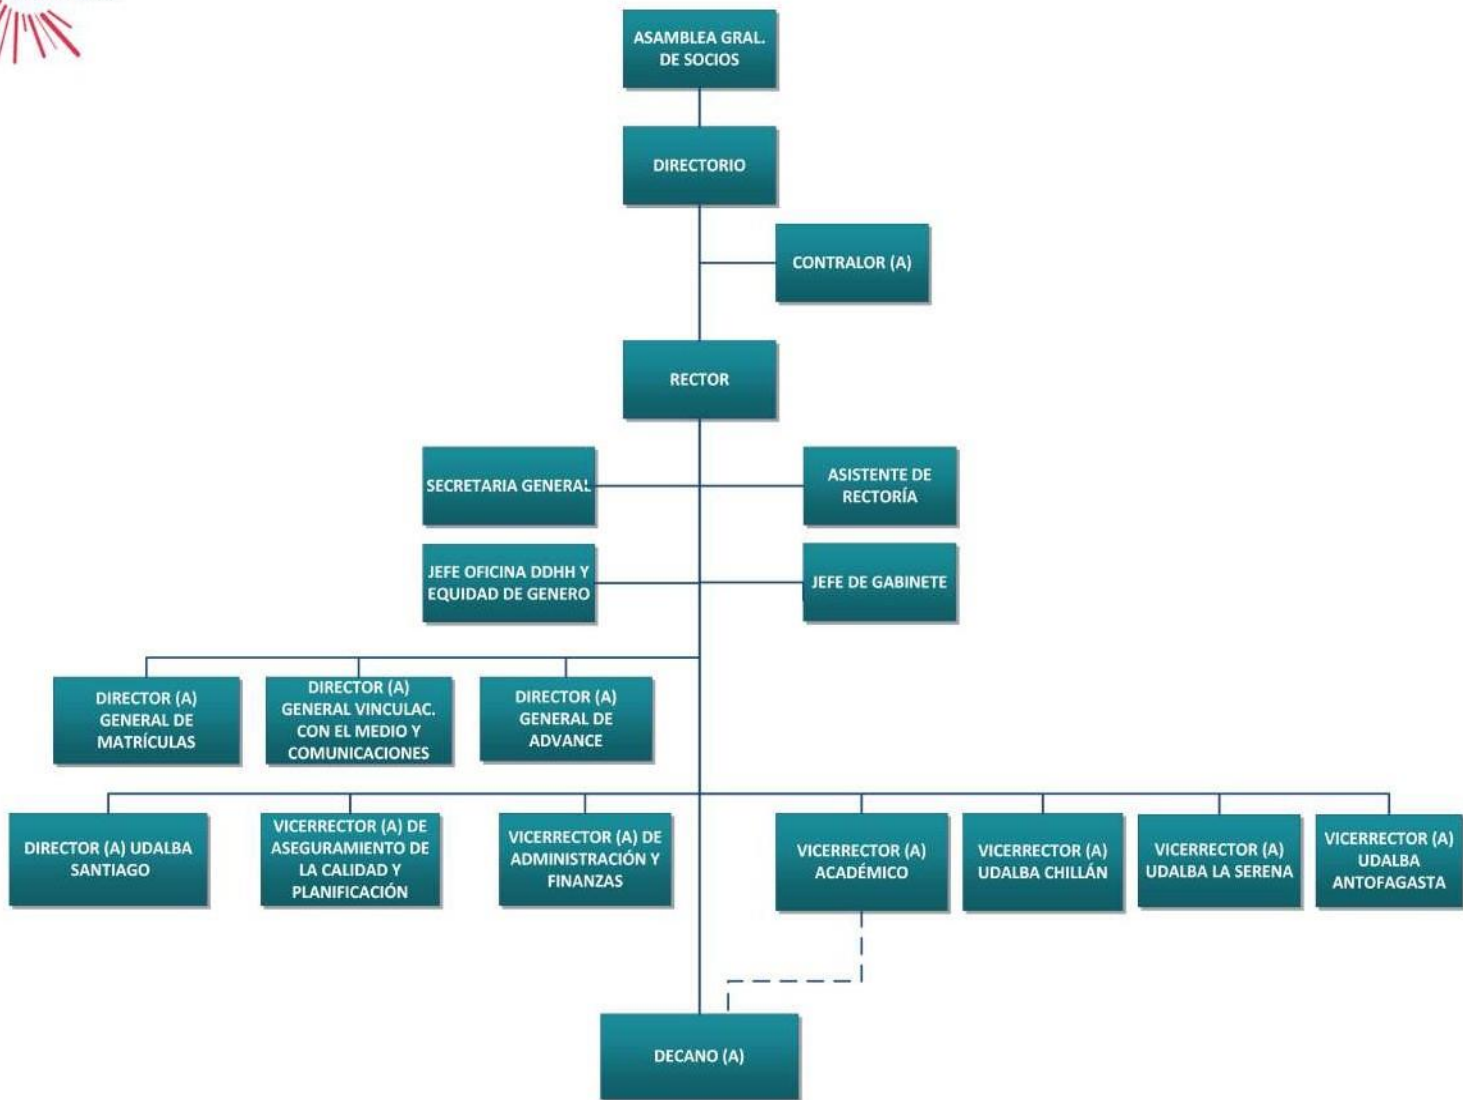 ASAMBLEA GRAL.
DE SOCIOS
DIRECTORIO
CONTRALOR (A)
RECTOR
SECRETARIA GENERAL
ASISTENTE DE
RECTORÍA
JEFE OFICINA DDHH Y
EQUIDAD DE GENERO
JEFE DE GABINETE
DIRECTOR (A)
GENERAL DE
MATRÍCULAS
DIRECTOR (A)
GENERAL VINCULAC.
CON EL MEDIO Y
COMUNICACIONES
DIRECTOR (A)
GENERAL DE
ADVANCE
DIRECTOR (A) UDALBA
SANTIAGO
VICERRECTOR (A) DE
ASEGURAMIENTO DE
LA CALIDAD Y
PLANIFICACIÓN
VICERRECTOR (A) DE
ADMINISTRACIÓN Y
FINANZAS
VICERRECTOR (A)
ACADÉMICO
VICERRECTOR (A)
UDALBA CHILLÁN
VICERRECTOR (A)
UDALBA LA SERENA
VICERRECTOR (A)
UDALBA
ANTOFAGASTA
DECANO (A)